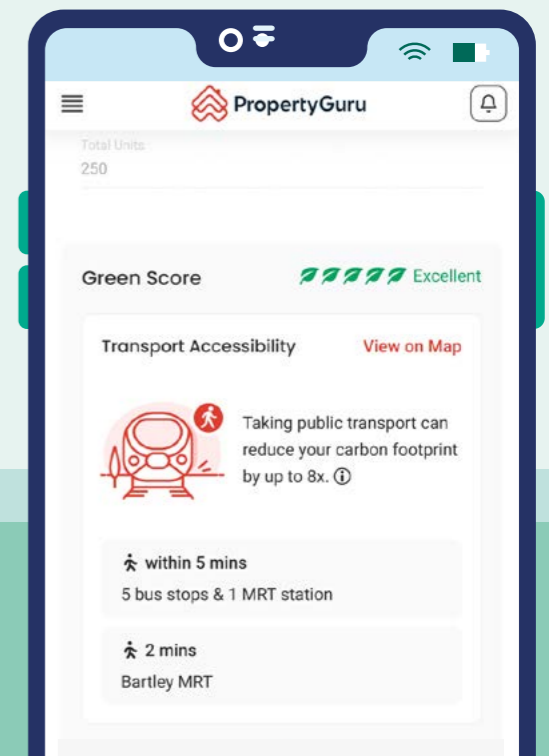 PropertyGuru
Total Units
250
Green Score
Excellent
Transport Accessibility
View on Map
Taking public transport can
reduce your carbon footprint
by up to 8x.
within 5 mins
5 bus stops & 1 MRT station
2 mins
Bartley MRT